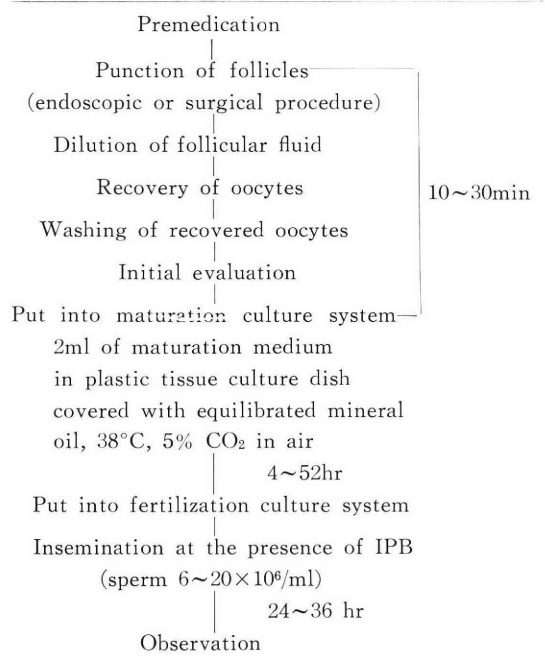 Premedication
Punction of follicles
(endoscopic or surgical procedure)
Dilution of follicular fluid
Recovery of oocytes
10~30min
Washing of recovered oocytes
Initial evaluation
Put into maturation culture system
2ml of maturation medium
in plastic tissue culture dish
covered with equilibrated mineral
oil, 38°C, 5% CO₂ in air
4~52hr
Put into fertilization culture system
Insemination at the presence of IPB
(sperm 6~20×10⁶/ml)
24~36 hr
Observation